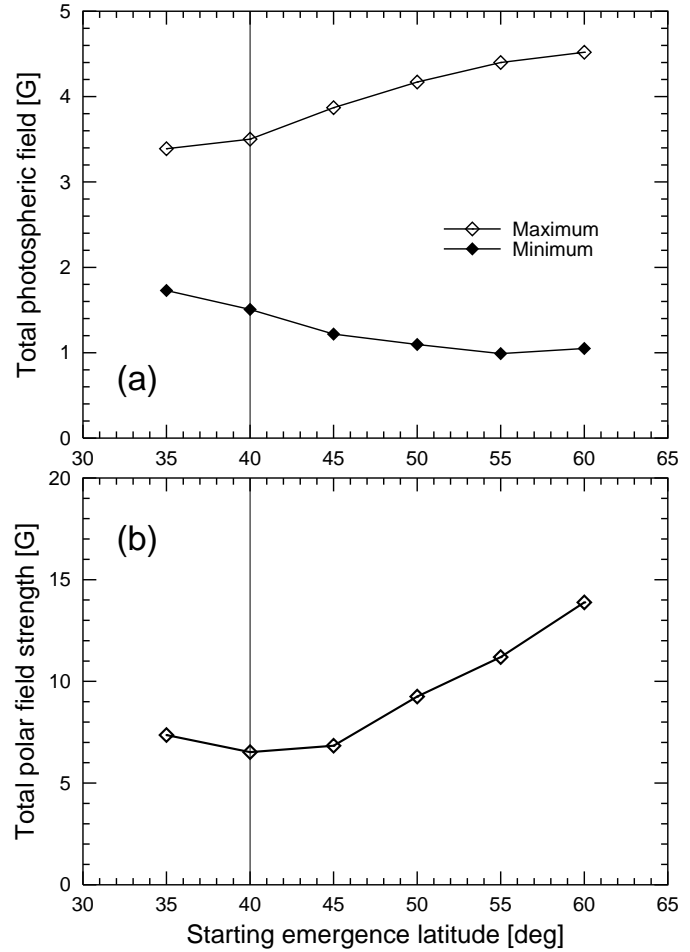 5
4
3
2
1
0
Total photospheric field [G]
Maximum
Minimum
(a)
30 35 40 45 50 55 60 65
20
15
10
5
0
Total polar field strength [G]
(b)
30 35 40 45 50 55 60 65
Starting emergence latitude [deg]